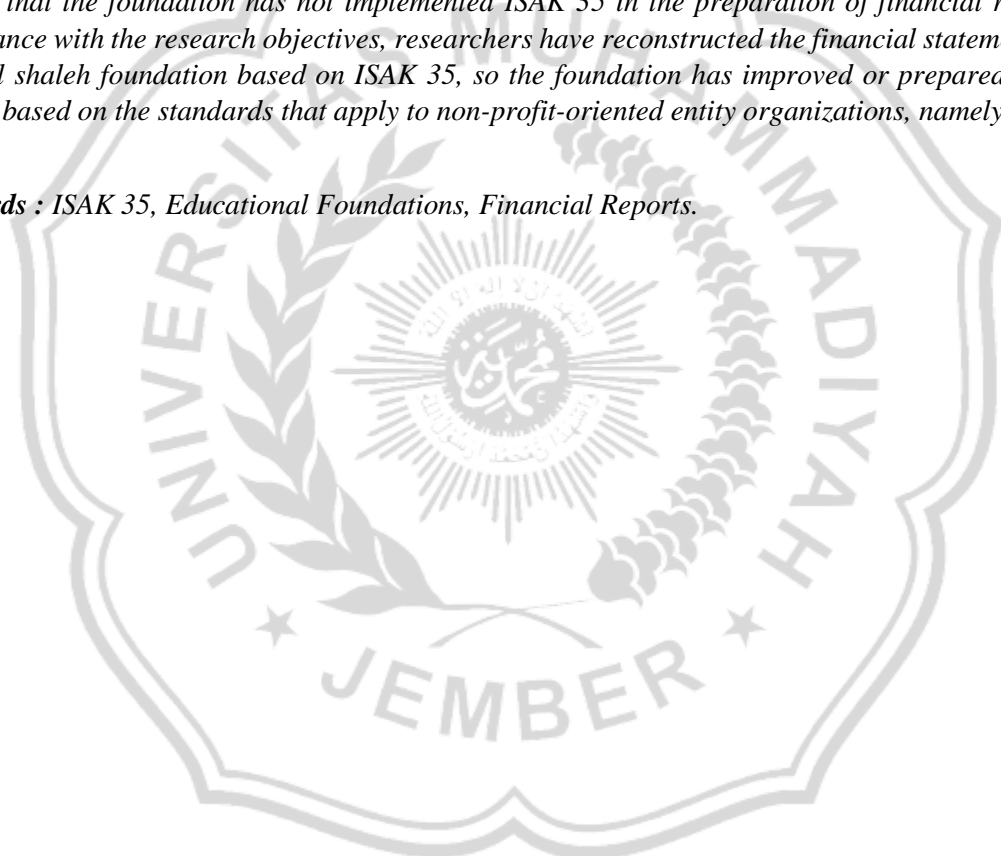 that the foundation has not implemented ISAK 35 in the preparation of financial
ance with the research objectives, researchers have reconstructed the financial statem
l shaleh foundation based on ISAK 35, so the foundation has improved or prepared
based on the standards that apply to non-profit-oriented entity organizations, namely
rds : ISAK 35, Educational Foundations, Financial Reports.
UNIVERSITAS MUHAMMADIYAH
JEMBER